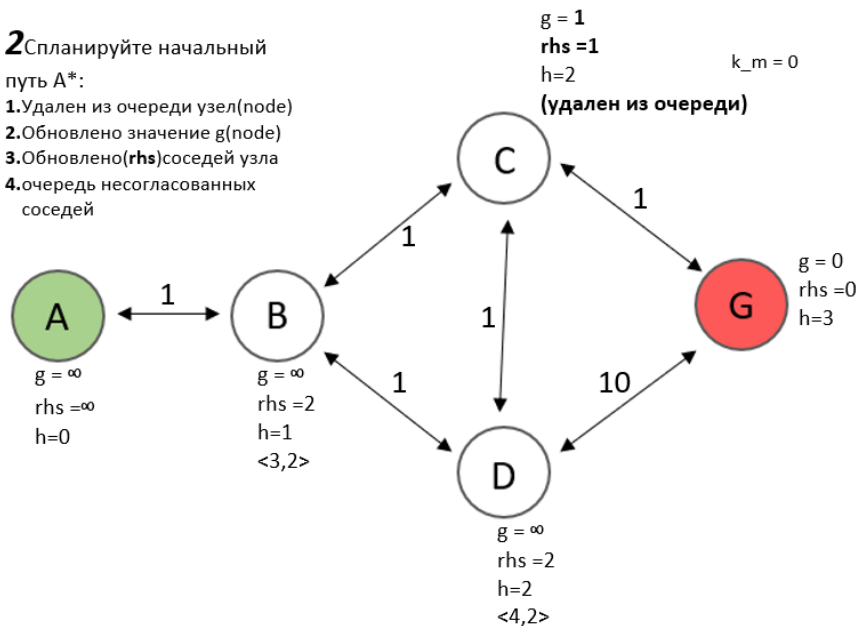 2Спланируйте начальный
путь A*:
1.Удален из очереди узел(node)
2.Обновлено значение g(node)
3.Обновлено(rhs)соседей узла
4.очередь несогласованных
соседей
g = 1
rhs =1
h=2
(удален из очереди)
k_m = 0
C
1
1
g = 0
rhs =0
h=3
G
A
1
B
1
g = ∞
rhs =∞
h=0
g = ∞
rhs =2
h=1
<3,2>
1
10
D
g = ∞
rhs =2
h=2
<4,2>